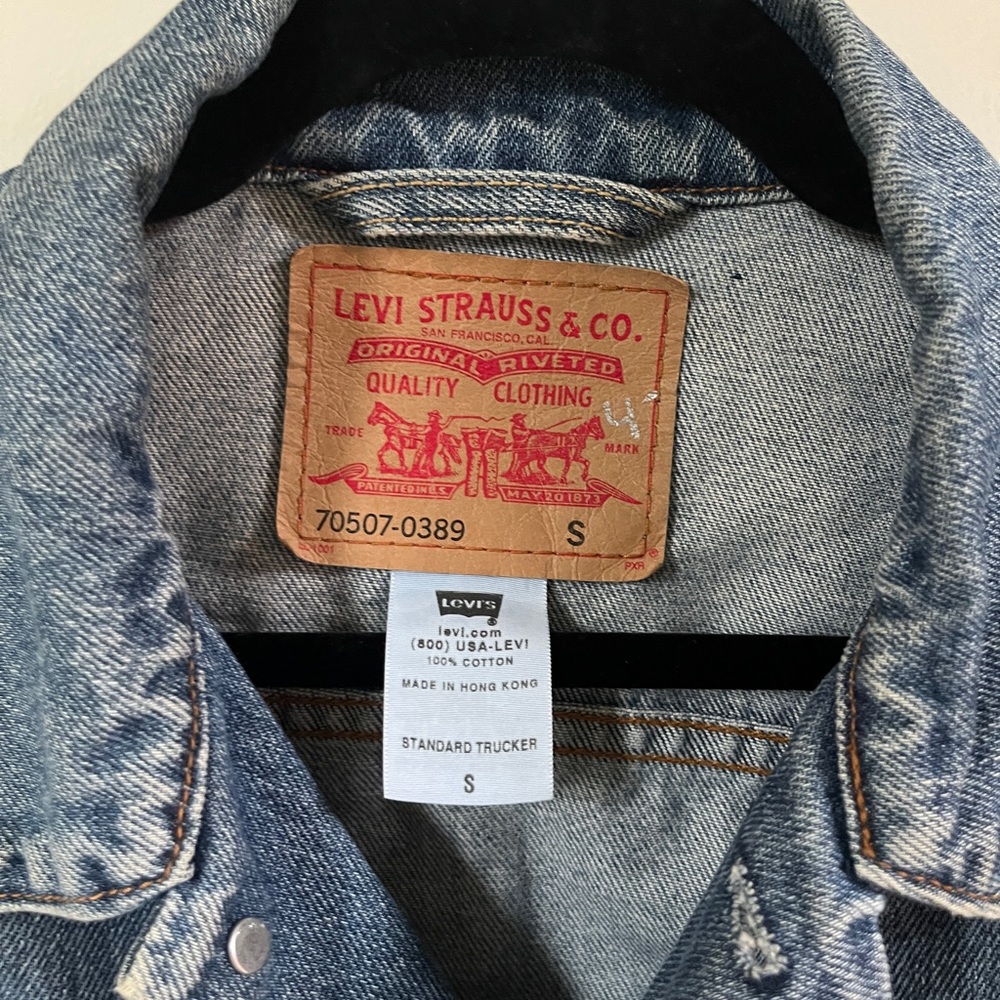 LEVI STRAUSS & CO.
SAN FRANCISCO, CAL
ORIGINAL RIVETED
QUALITY CLOTHING
TRADE MARK
PATENTED IN U.S. MAY 20 1873
70507-0389 S
PXR ®
LEVI'S
®
levi.com
(800) USA-LEVI
100% COTTON
MADE IN HONG KONG
STANDARD TRUCKER
S